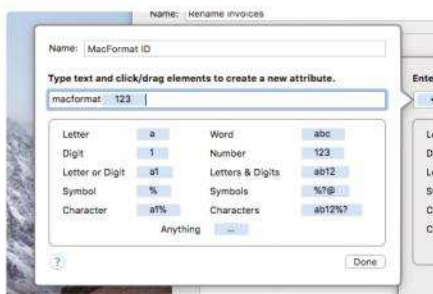 Name: Rename Invoices
Name: MacFormat ID
Type text and click/drag elements to create a new attribute.
Ente
macformat 123
Letter a Word abc
Digit 1 Number 123
Letter or Digit a1 Letters & Digits ab12
Symbol % Symbols %?@
Character a1% Characters ab12%?
Anything ...
? Done